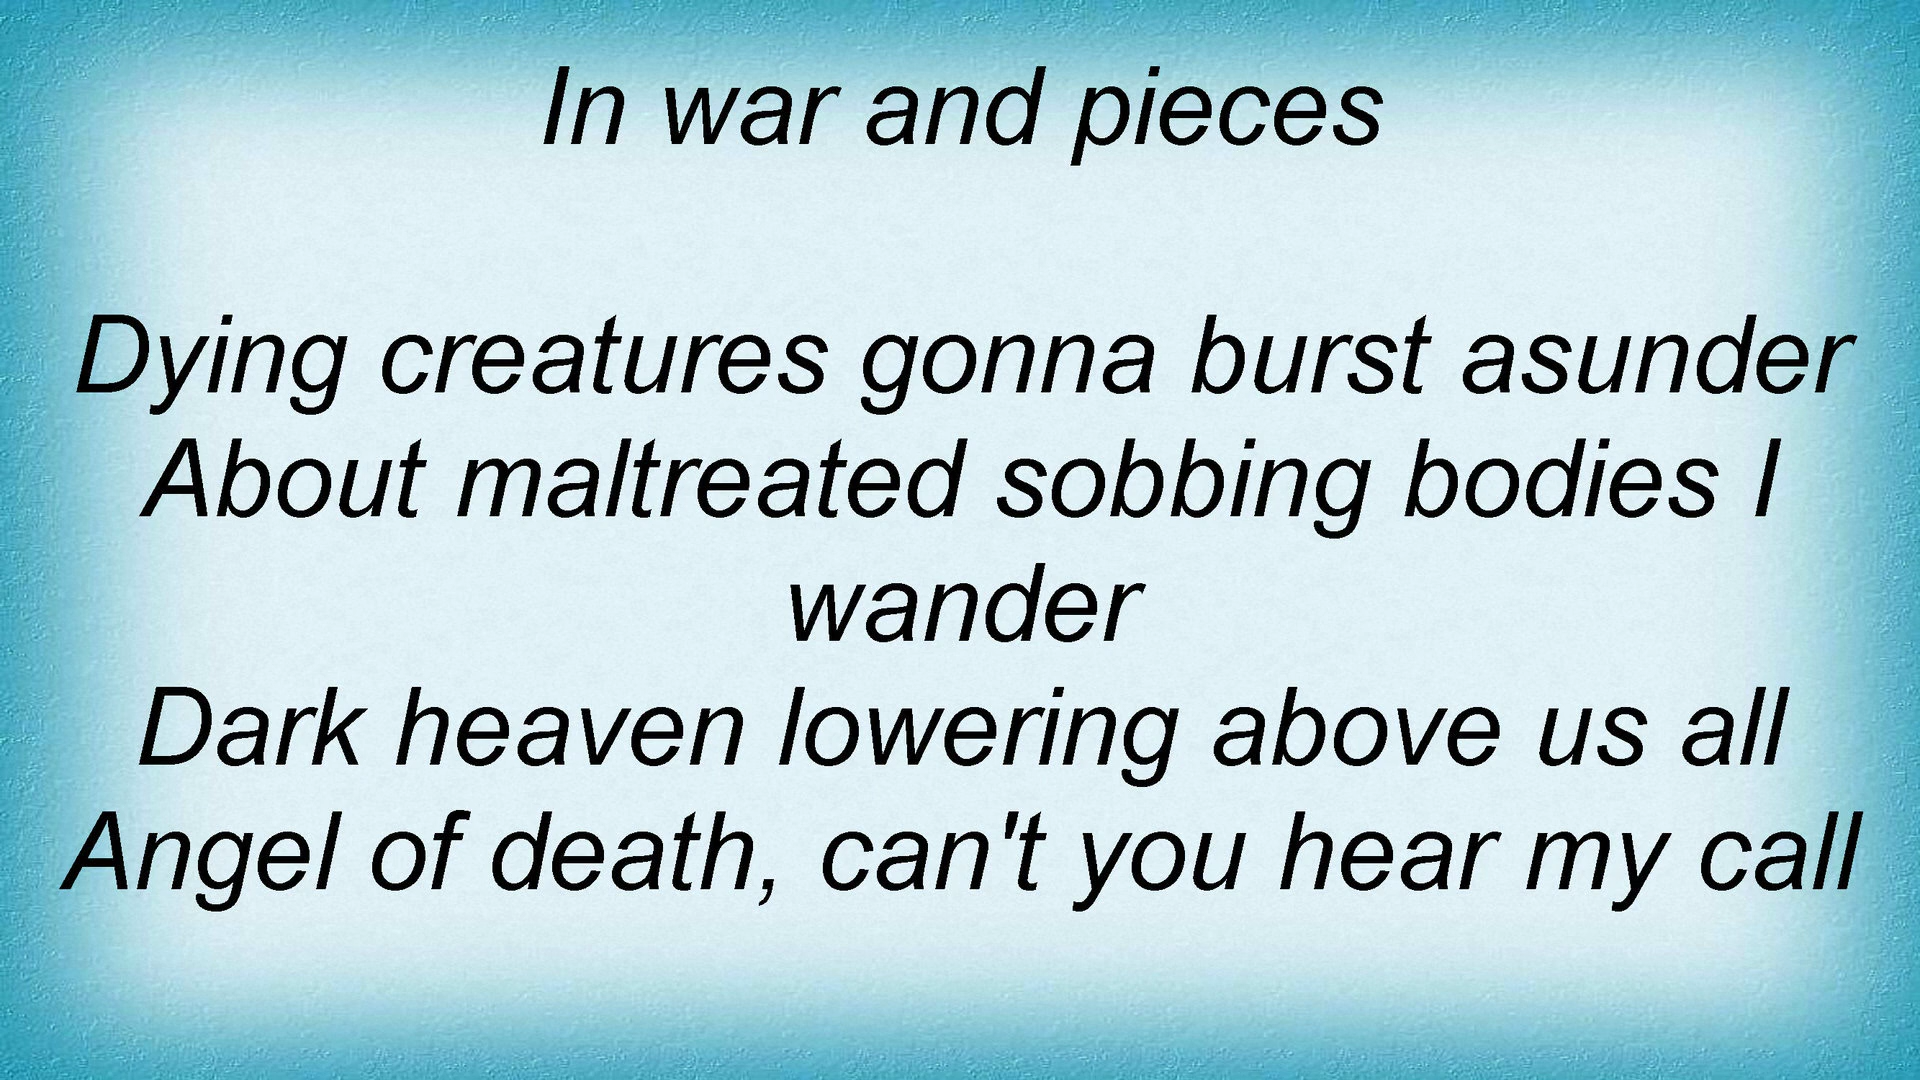 In war and pieces
Dying creatures gonna burst asunder
About maltreated sobbing bodies I
wander
Dark heaven lowering above us all
Angel of death, can't you hear my call